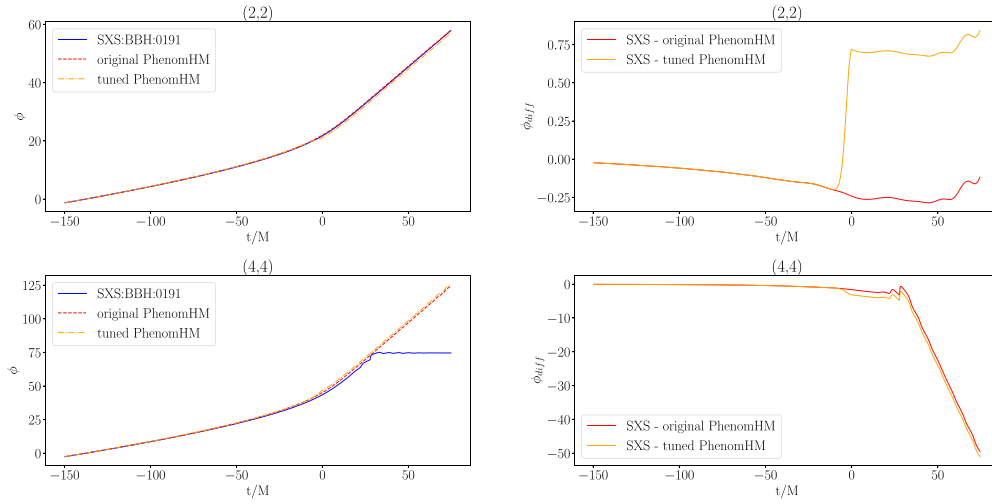 (2,2)
60
40
20
0
ϕ
SXS:BBH:0191
original PhenomHM
tuned PhenomHM
−150
−100
−50
0
50
t/M
(2,2)
0.75
0.50
0.25
0.00
−0.25
ϕdiff
SXS - original PhenomHM
SXS - tuned PhenomHM
−150
−100
−50
0
50
t/M
(4,4)
125
100
75
50
25
0
ϕ
SXS:BBH:0191
original PhenomHM
tuned PhenomHM
−150
−100
−50
0
50
t/M
(4,4)
0
−10
−20
−30
−40
−50
ϕdiff
SXS - original PhenomHM
SXS - tuned PhenomHM
−150
−100
−50
0
50
t/M